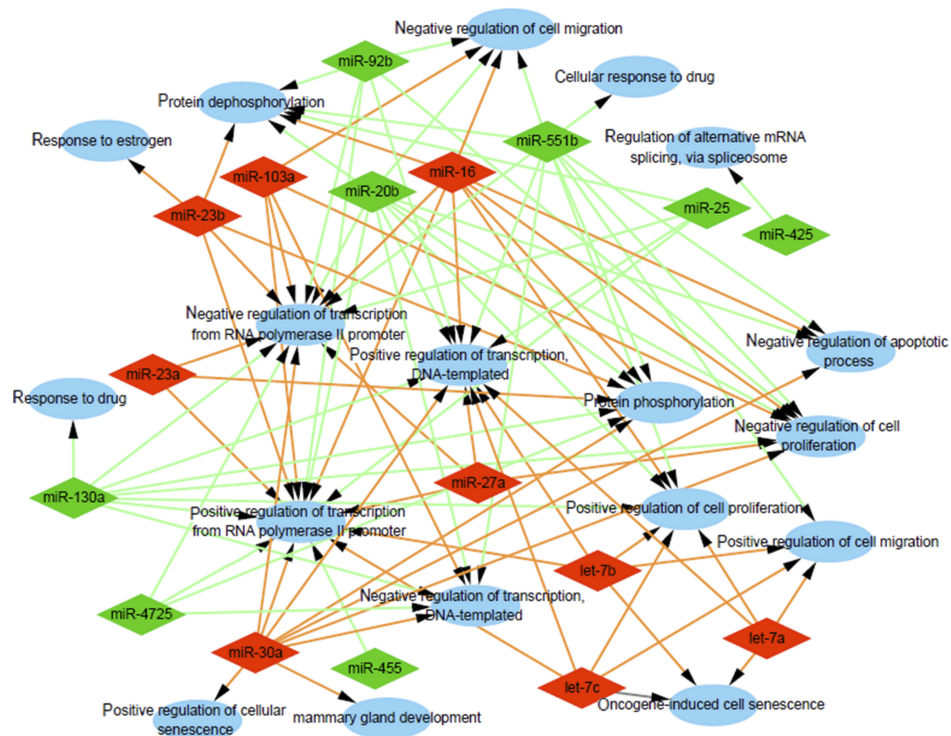 Negative regulation of cell migration
miR-92b
Cellular response to drug
Protein dephosphorylation
Response to estrogen
miR-551b
Regulation of alternative mRNA
splicing, via spliceosome
miR-103a
miR-16
miR-20b
miR-23b
miR-25
miR-425
Negative regulation of transcription
from RNA polymerase II promoter
Positive regulation of transcription,
DNA-templated
Negative regulation of apoptotic
process
miR-23a
Response to drug
Protein phosphorylation
Negative regulation of cell
proliferation
miR-27a
miR-130a
Positive regulation of transcription
from RNA polymerase II promoter
Positive regulation of cell proliferation
Positive regulation of cell migration
let-7b
Negative regulation of transcription,
DNA-templated
miR-4725
let-7a
miR-30a
miR-455
let-7c
Oncogene-induced cell senescence
Positive regulation of cellular
senescence
mammary gland development